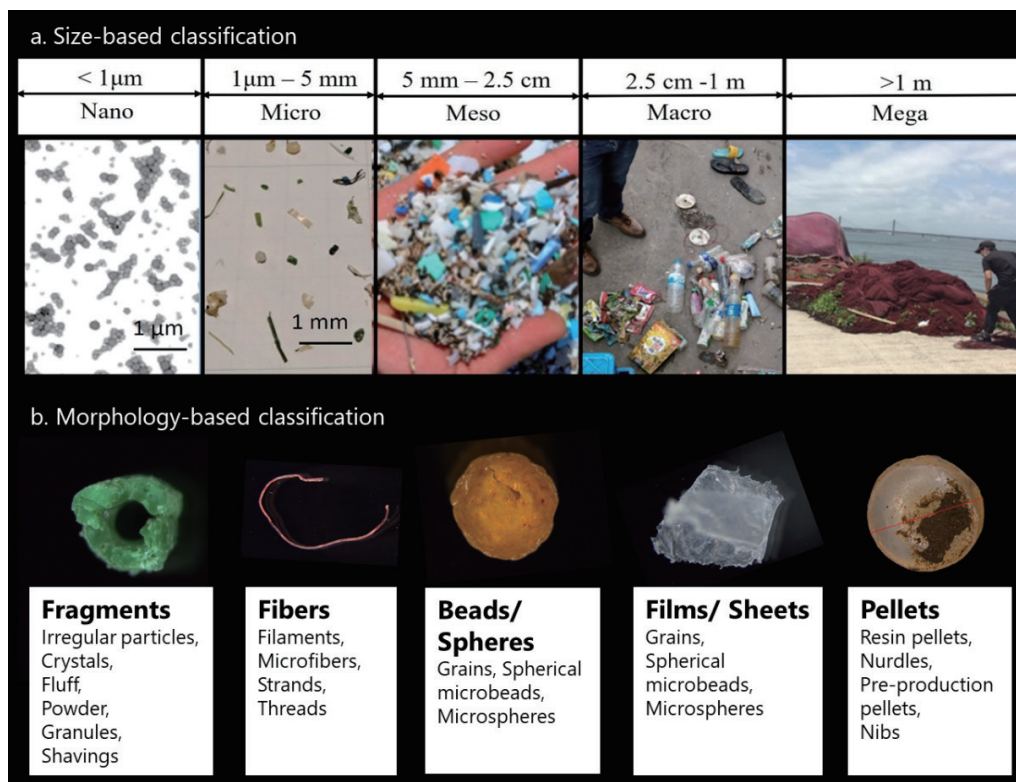 a. Size-based classification
< 1µm
1µm – 5 mm
5 mm – 2.5 cm
2.5 cm -1 m
>1 m
Nano
Micro
Meso
Macro
Mega
1 µm
1 mm
b. Morphology-based classification
Fragments
Irregular particles,
Crystals,
Fluff,
Powder,
Granules,
Shavings
Fibers
Filaments,
Microfibers,
Strands,
Threads
Beads/
Spheres
Grains, Spherical
microbeads,
Microspheres
Films/ Sheets
Grains,
Spherical
microbeads,
Microspheres
Pellets
Resin pellets,
Nurdles,
Pre-production
pellets,
Nibs